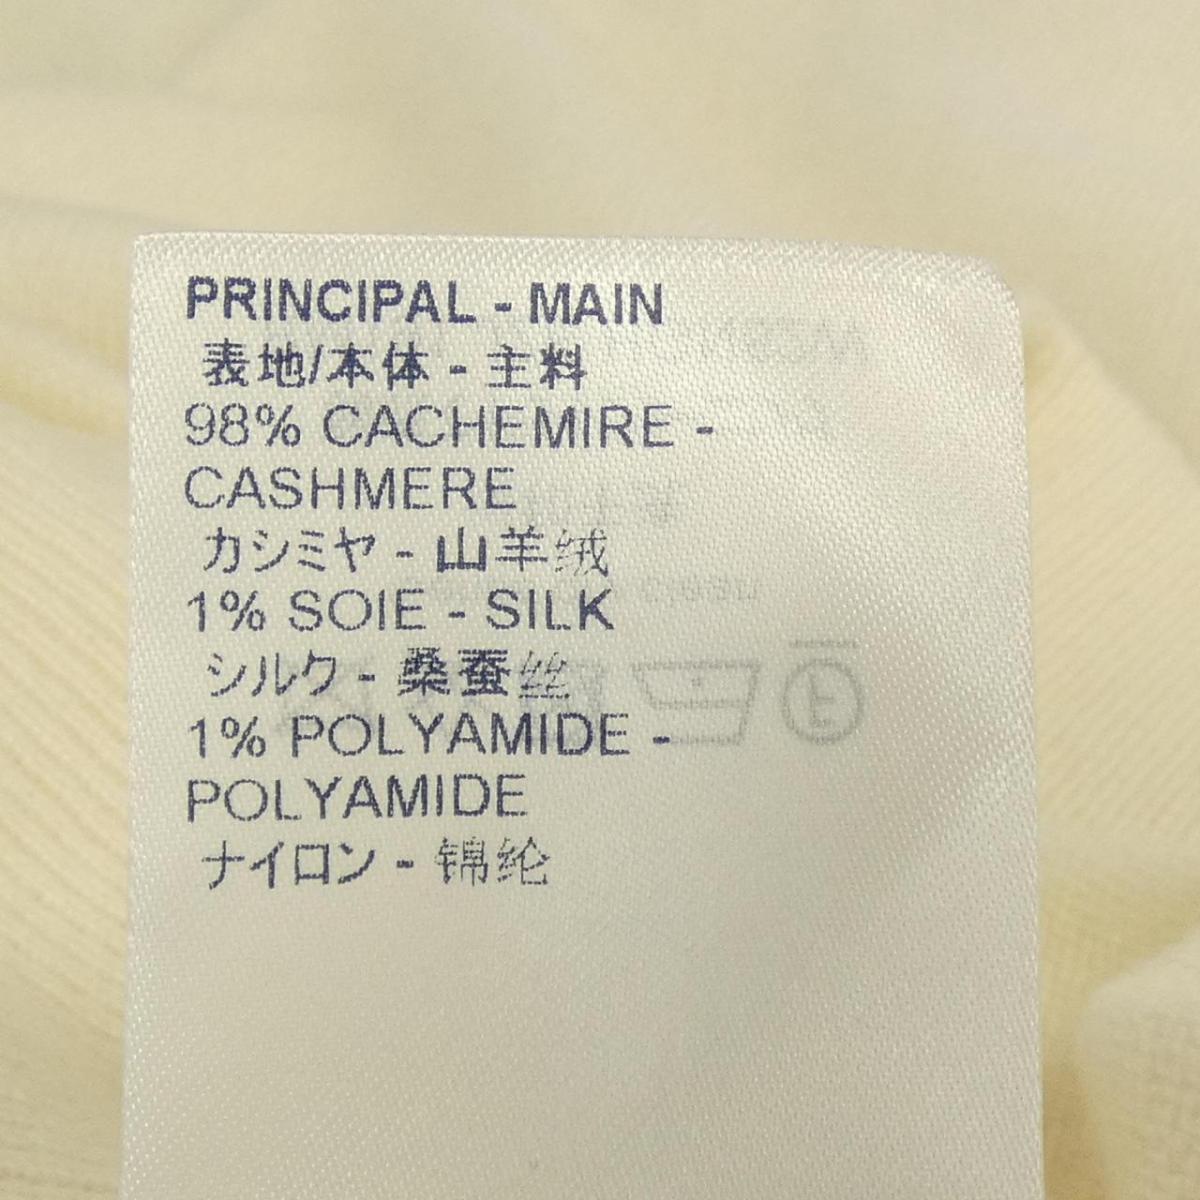 PRINCIPAL - MAIN
表地/本体 - 主料
98% CACHEMIRE -
CASHMERE
カシミヤ - 山羊绒
1% SOIE - SILK
シルク - 桑蚕丝
1% POLYAMIDE -
POLYAMIDE
ナイロン - 锦纶